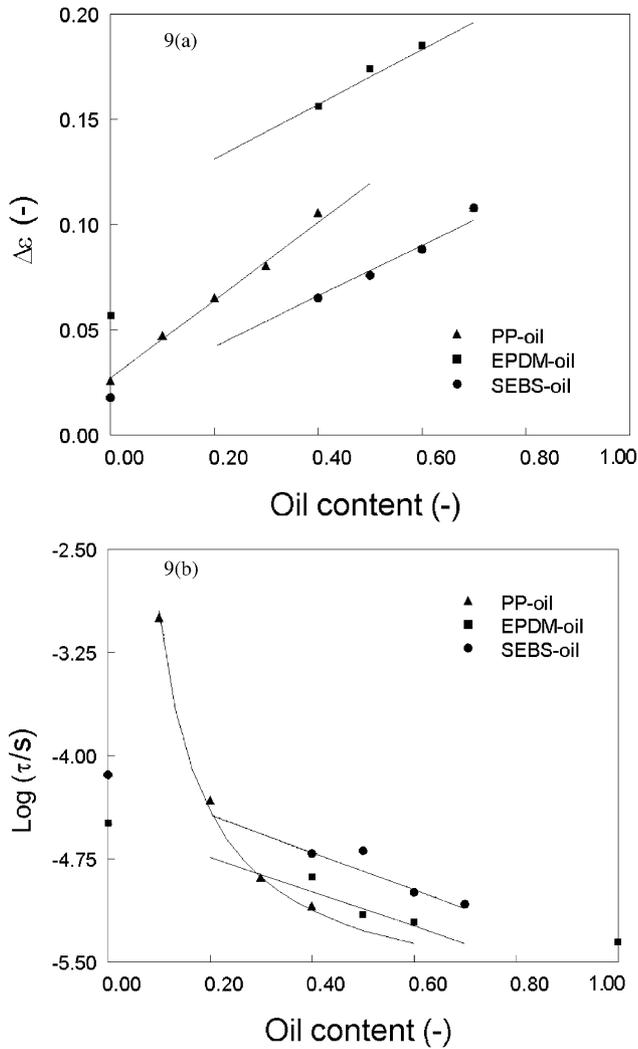 9(a)
0.20
0.15
0.10
0.05
0.00
Δε (-)
PP-oil
EPDM-oil
SEBS-oil
0.00 0.20 0.40 0.60 0.80 1.00
Oil content (-)
9(b)
-2.50
-3.25
-4.00
-4.75
-5.50
Log (τ/s)
PP-oil
EPDM-oil
SEBS-oil
0.00 0.20 0.40 0.60 0.80 1.00
Oil content (-)